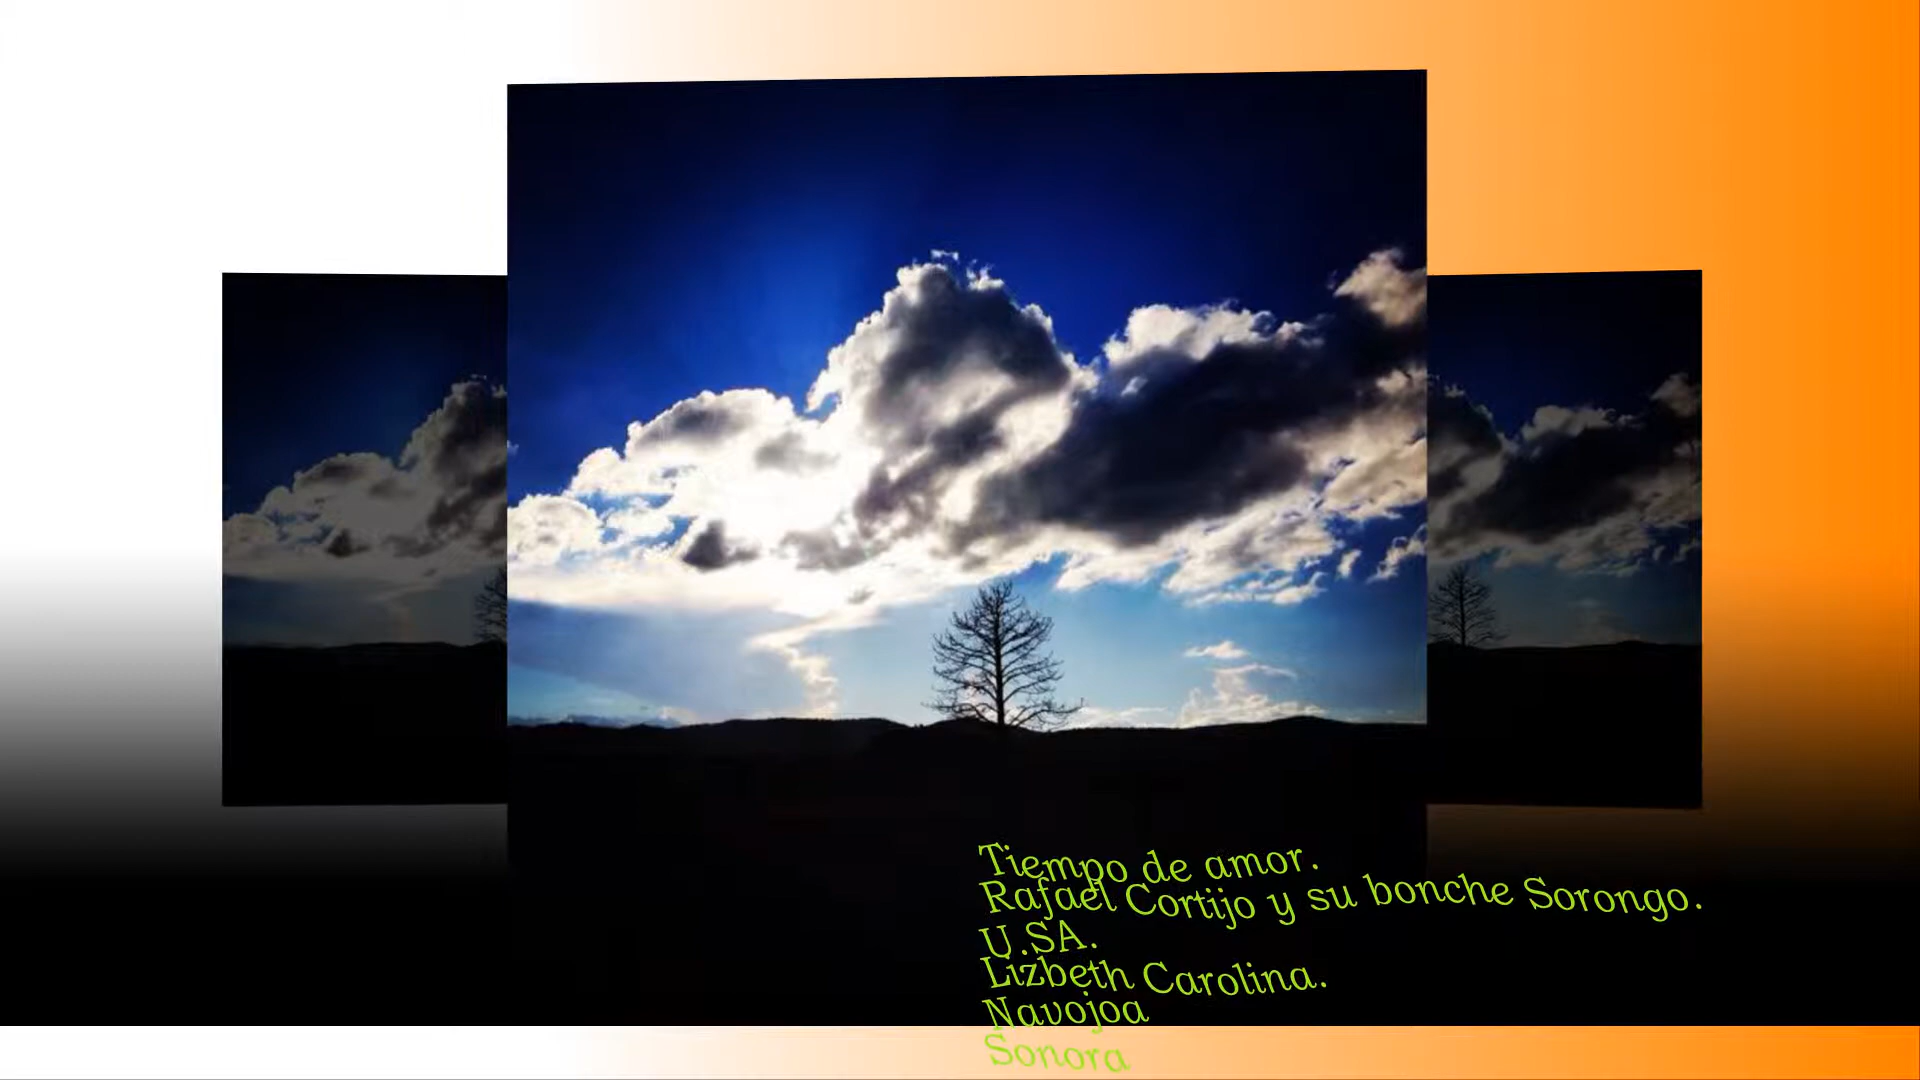 Tiempo de amor.
Rafael Cortijo y su bonche Sorongo.
U.SA.
Lizbeth Carolina.
Navojoa
Sonora